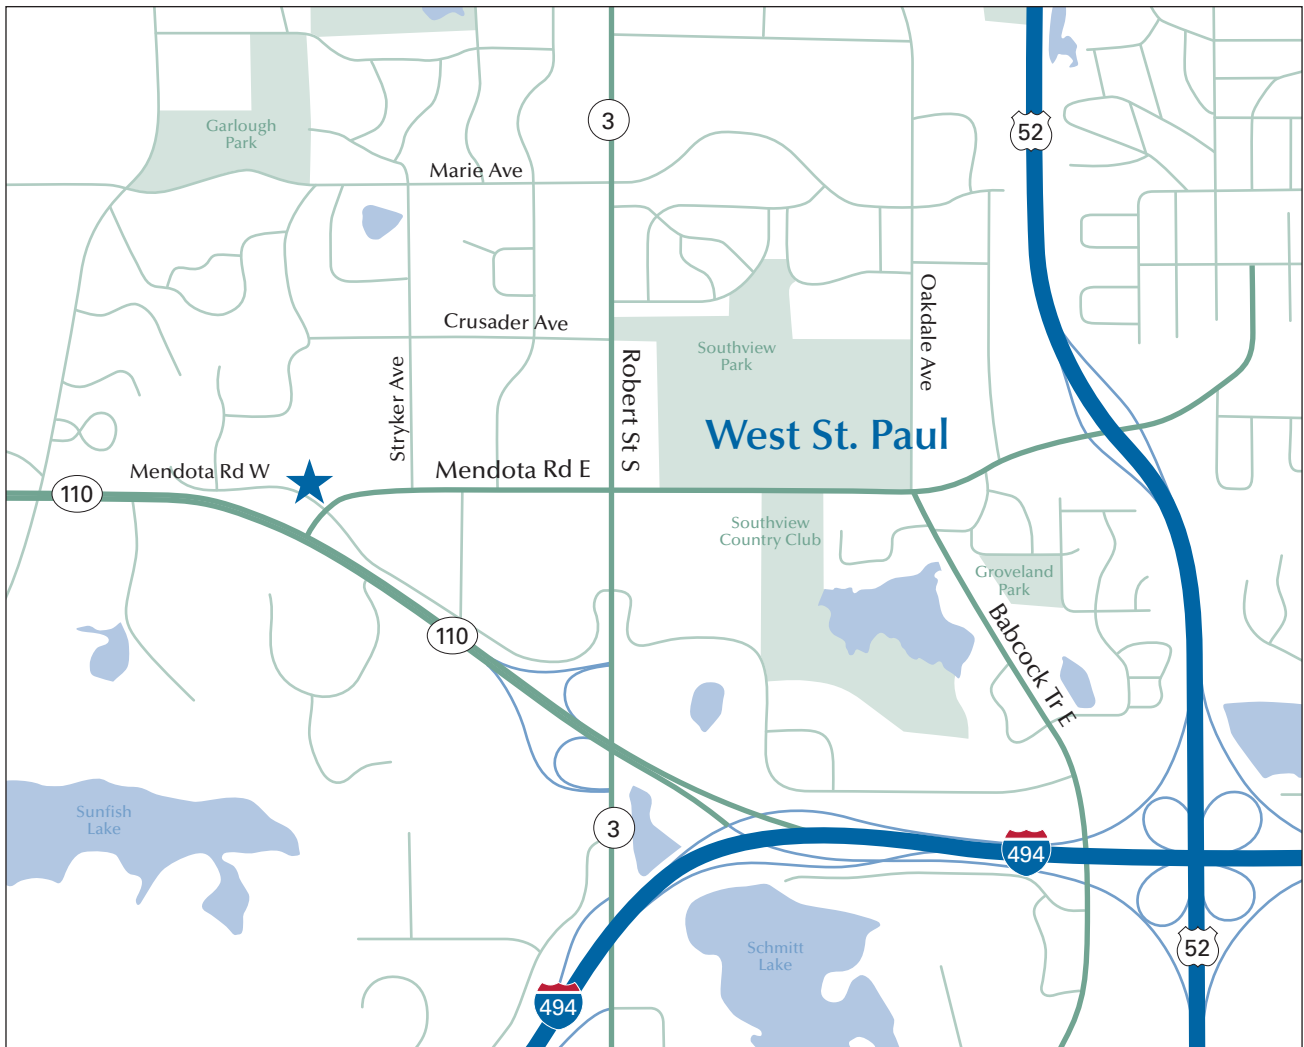 3
52
Garlough
Park
Marie Ave
Oakdale Ave
Crusader Ave
Southview
Park
Robert St S
Stryker Ave
West St. Paul
Mendota Rd W
Mendota Rd E
110
Southview
Country Club
Groveland
Park
Babcock Tr E
110
Sunfish
Lake
3
494
Schmitt
Lake
52
494